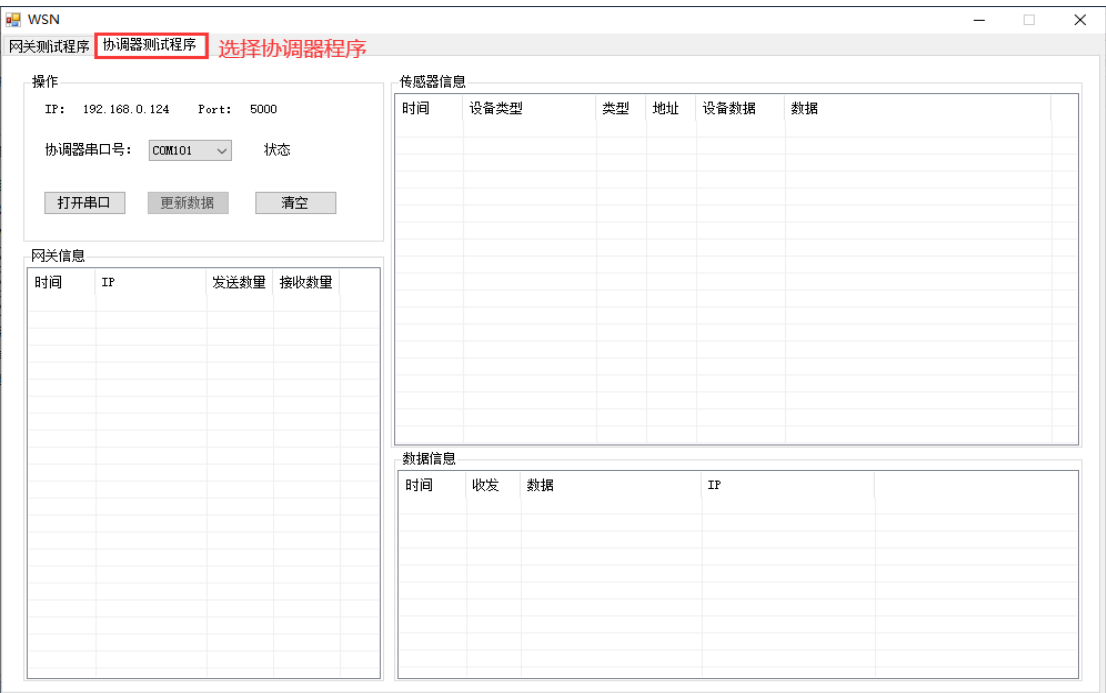 WSN
网关测试程序 协调器测试程序 选择协调器程序
操作
IP: 192.168.0.124 Port: 5000
协调器串口号: COM101 状态
打开串口 更新数据 清空
网关信息
时间 IP 发送数量 接收数量
传感器信息
时间 设备类型 类型 地址 设备数据 数据
数据信息
时间 收发 数据 IP